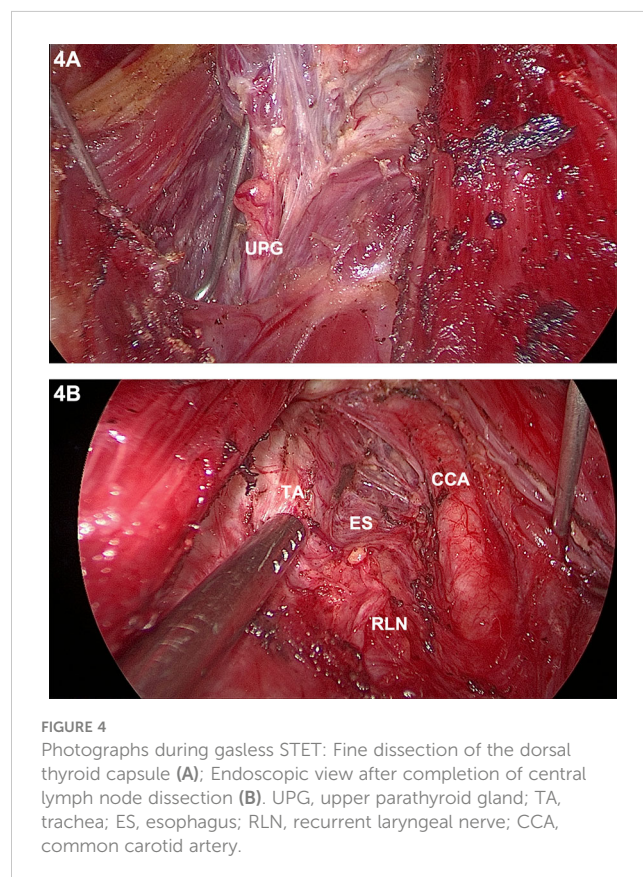 4A
UPG
4B
TA
CCA
ES
RLN
FIGURE 4
Photographs during gasless STET: Fine dissection of the dorsal
thyroid capsule (A); Endoscopic view after completion of central
lymph node dissection (B). UPG, upper parathyroid gland; TA,
trachea; ES, esophagus; RLN, recurrent laryngeal nerve; CCA,
common carotid artery.